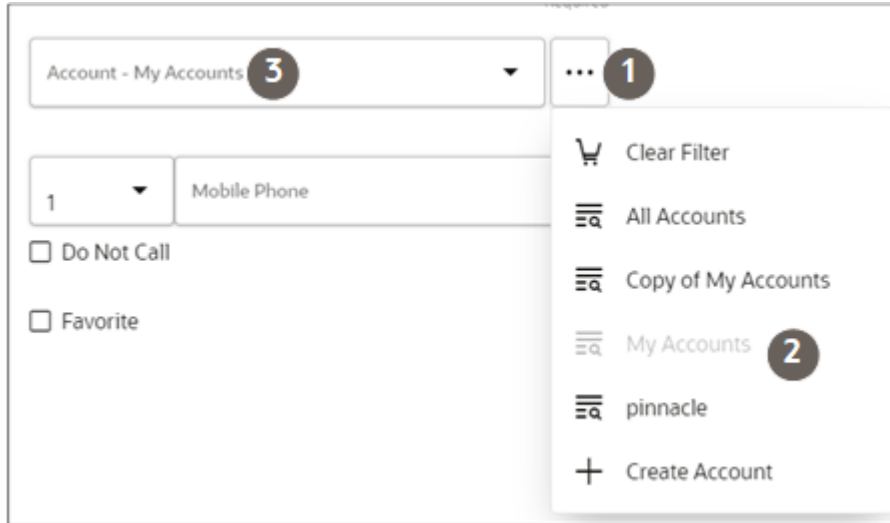 Account - My Accounts 3
... 1
Clear Filter
1
Mobile Phone
All Accounts
Do Not Call
Copy of My Accounts
Favorite
My Accounts 2
pinnacle
Create Account